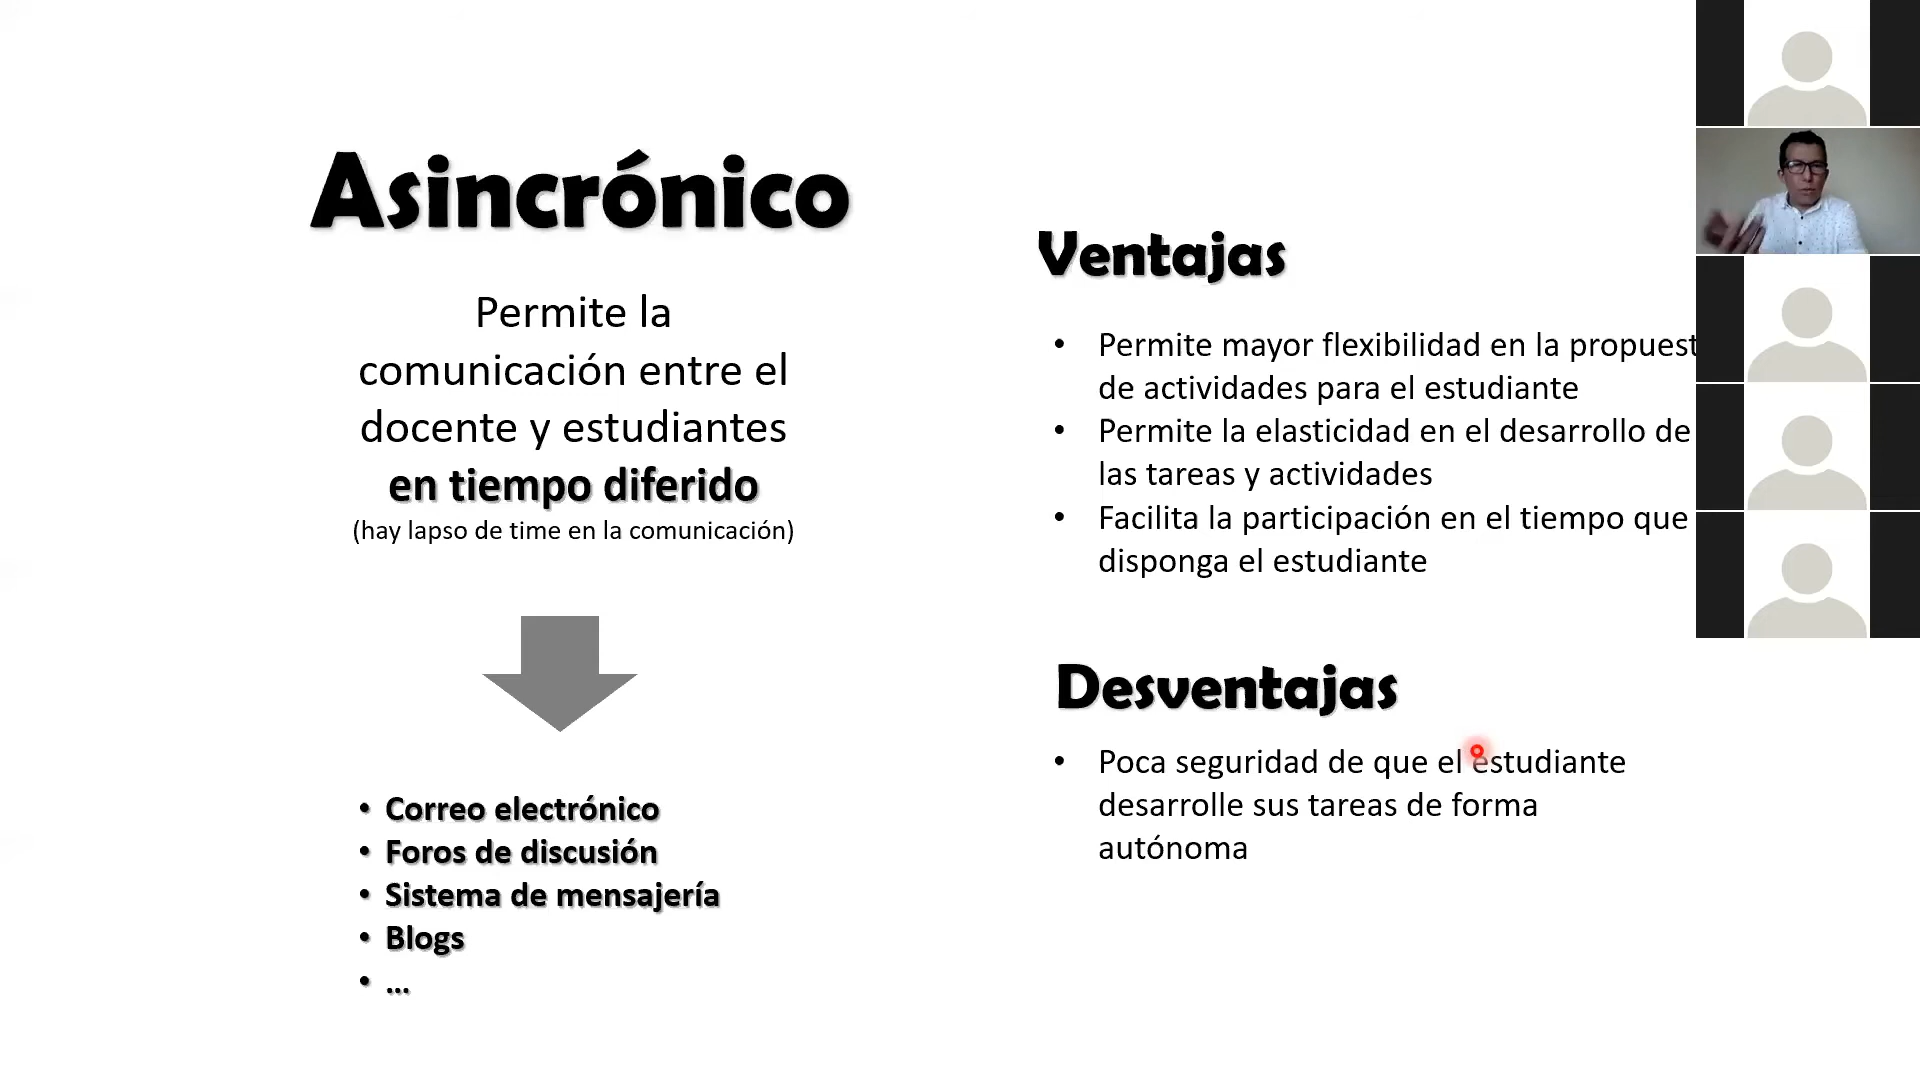 Asincrónico
Permite la
comunicación entre el
docente y estudiantes
en tiempo diferido
(hay lapso de time en la comunicación)
• Correo electrónico
• Foros de discusión
• Sistema de mensajería
• Blogs
• ...
Ventajas
• Permite mayor flexibilidad en la propuest
de actividades para el estudiante
• Permite la elasticidad en el desarrollo de
las tareas y actividades
• Facilita la participación en el tiempo que
disponga el estudiante
Desventajas
• Poca seguridad de que el estudiante
desarrolle sus tareas de forma
autónoma